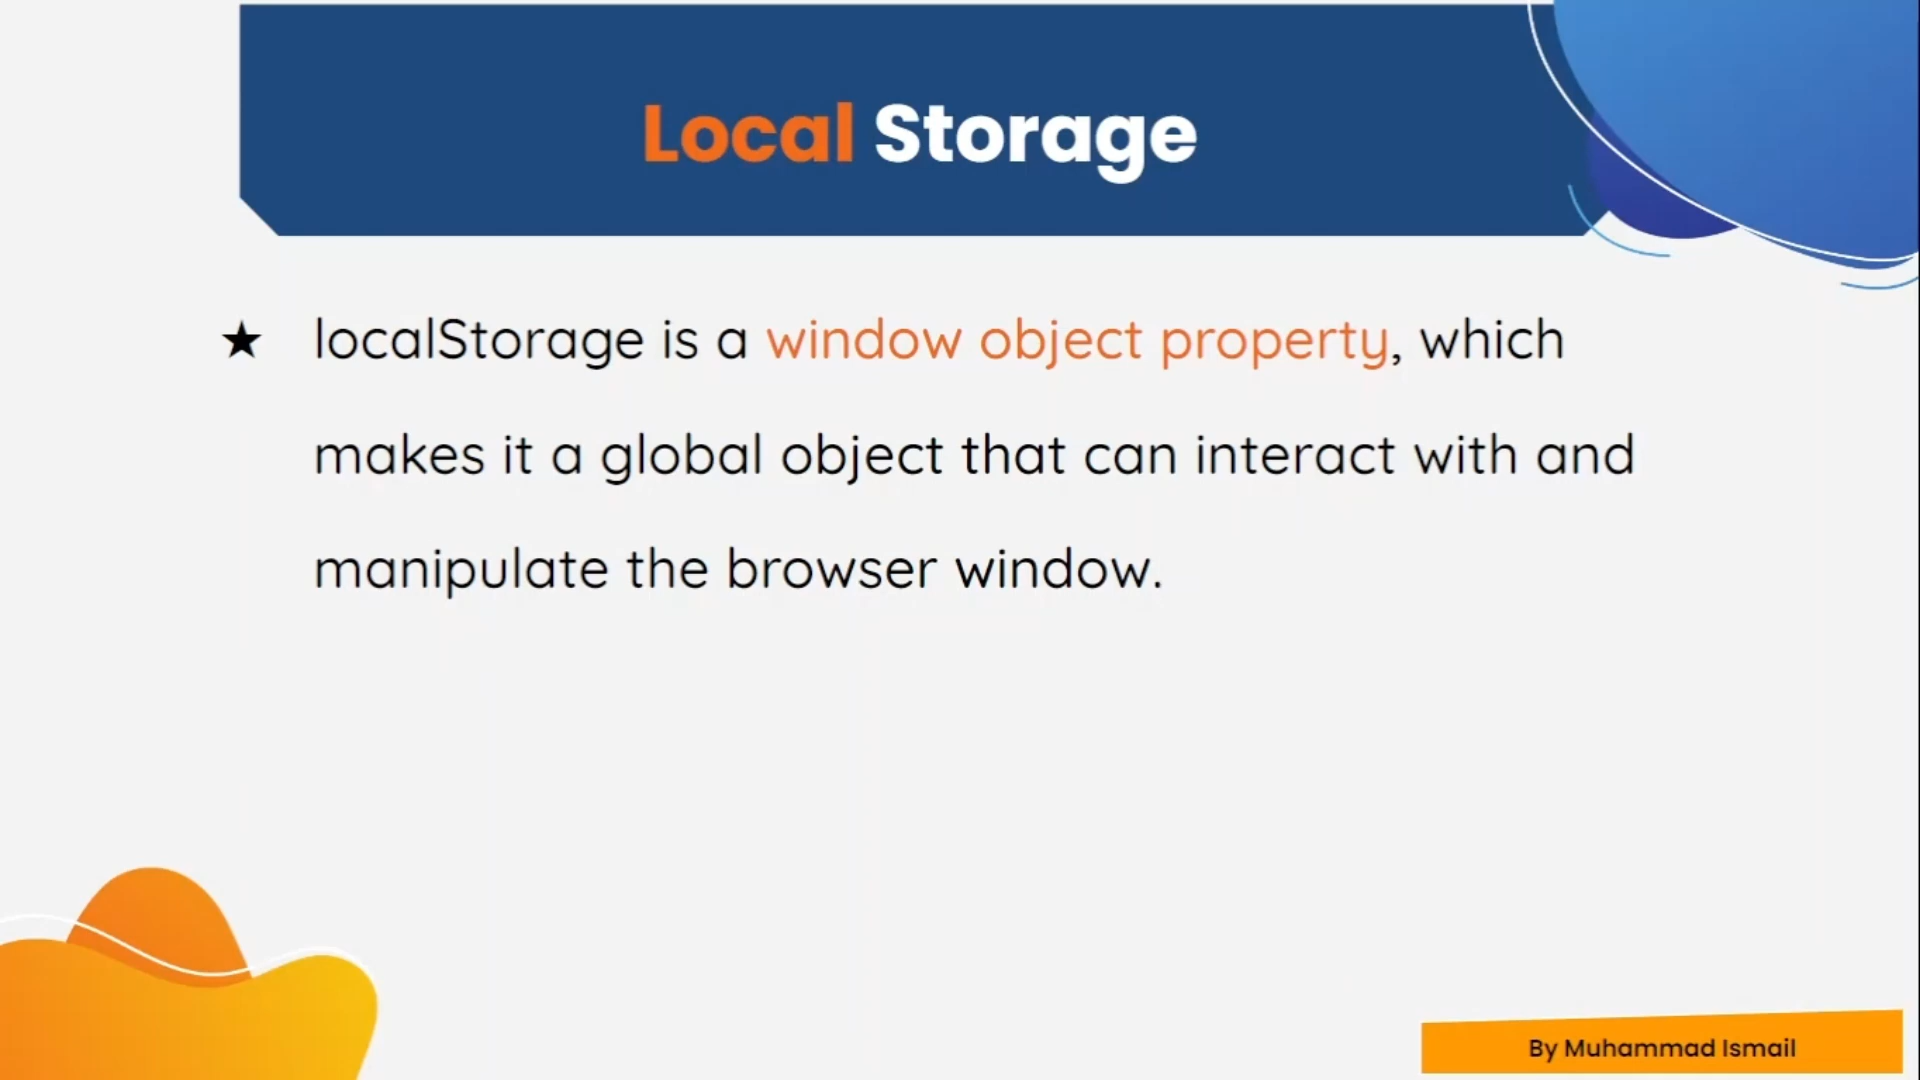 Local Storage
★ localStorage is a window object property, which
makes it a global object that can interact with and
manipulate the browser window.
By Muhammad Ismail